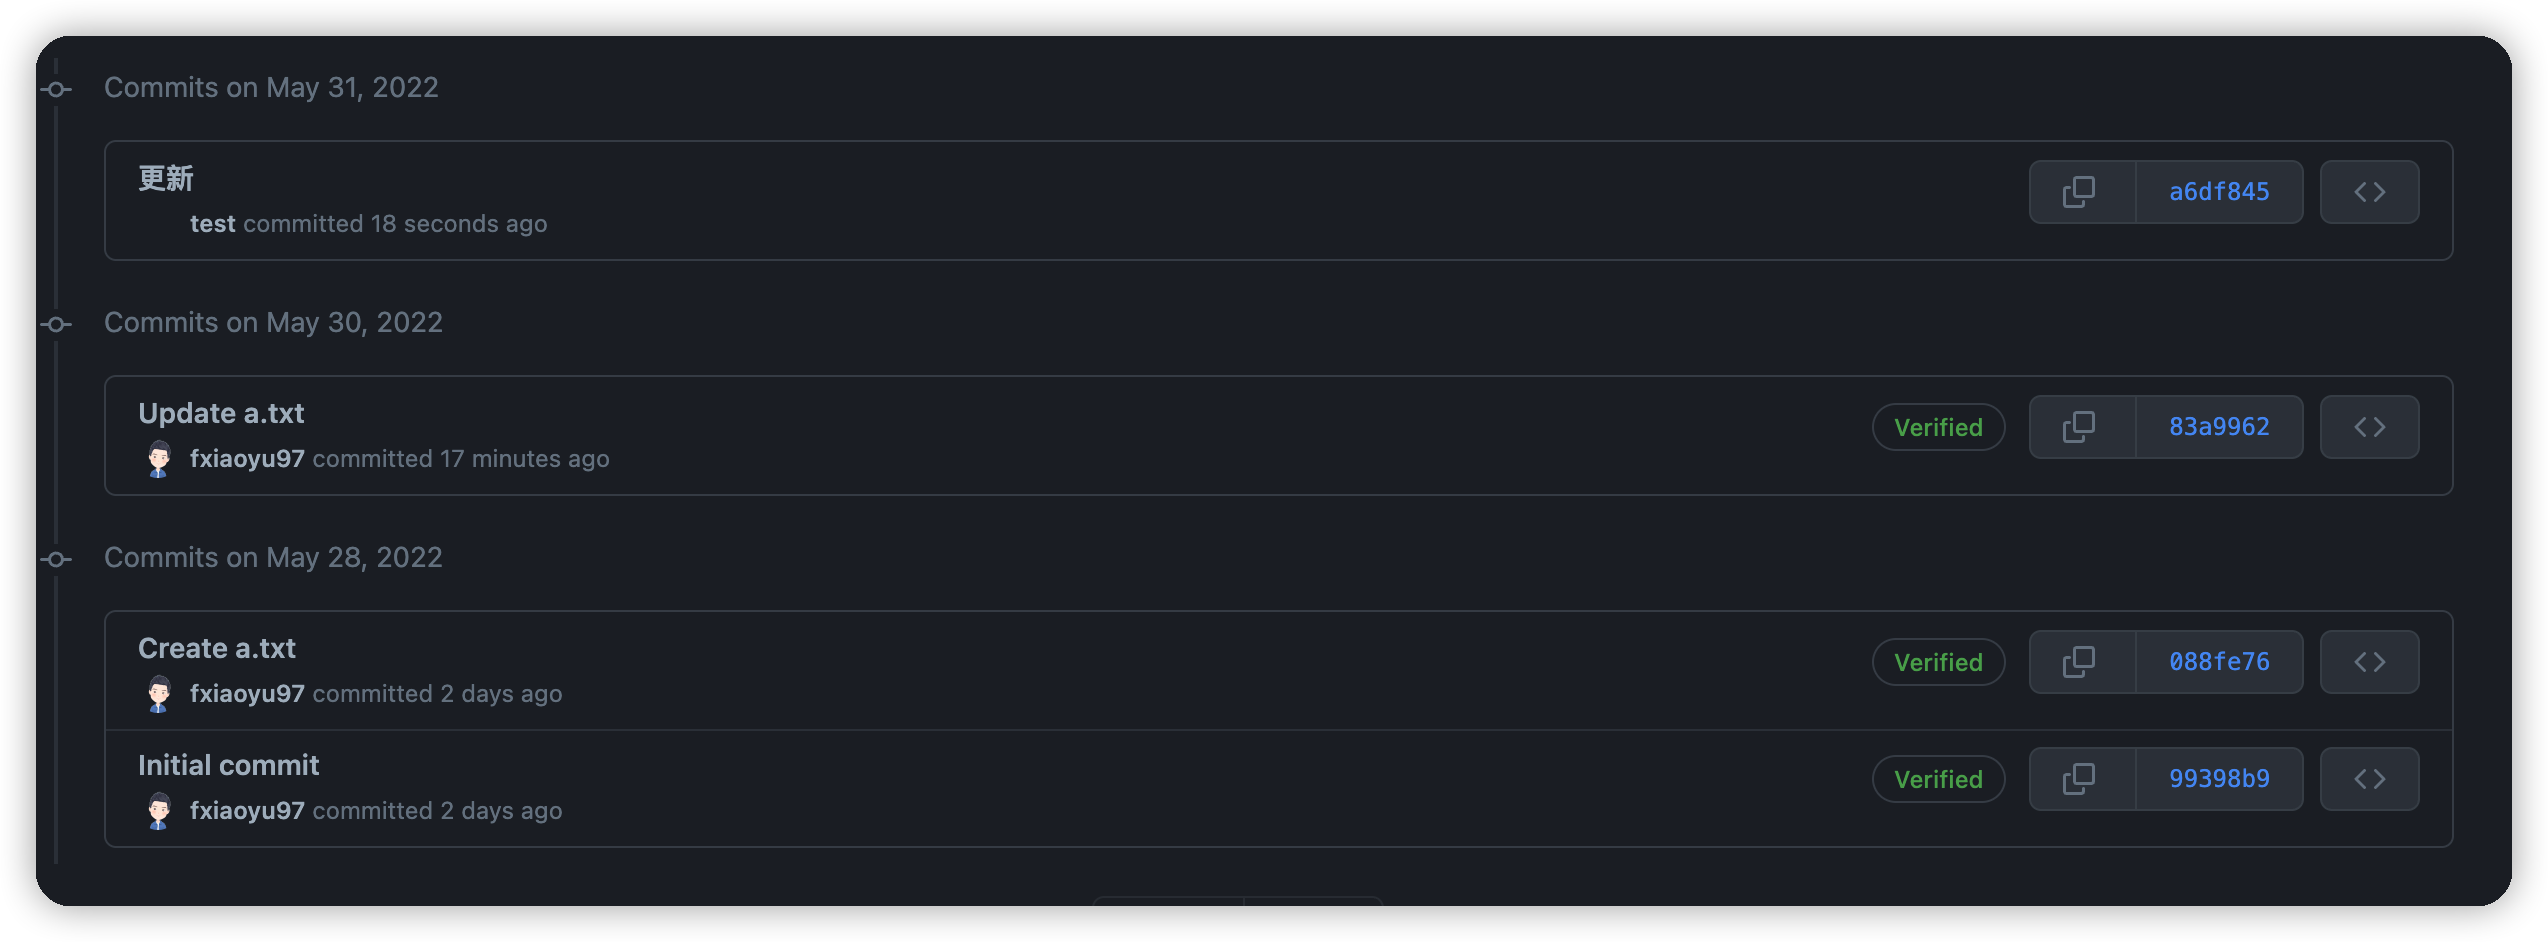 Commits on May 31, 2022
更新
a6df845
test committed 18 seconds ago
Commits on May 30, 2022
Update a.txt
Verified
83a9962
fxiaoyu97 committed 17 minutes ago
Commits on May 28, 2022
Create a.txt
Verified
088fe76
fxiaoyu97 committed 2 days ago
Initial commit
Verified
99398b9
fxiaoyu97 committed 2 days ago